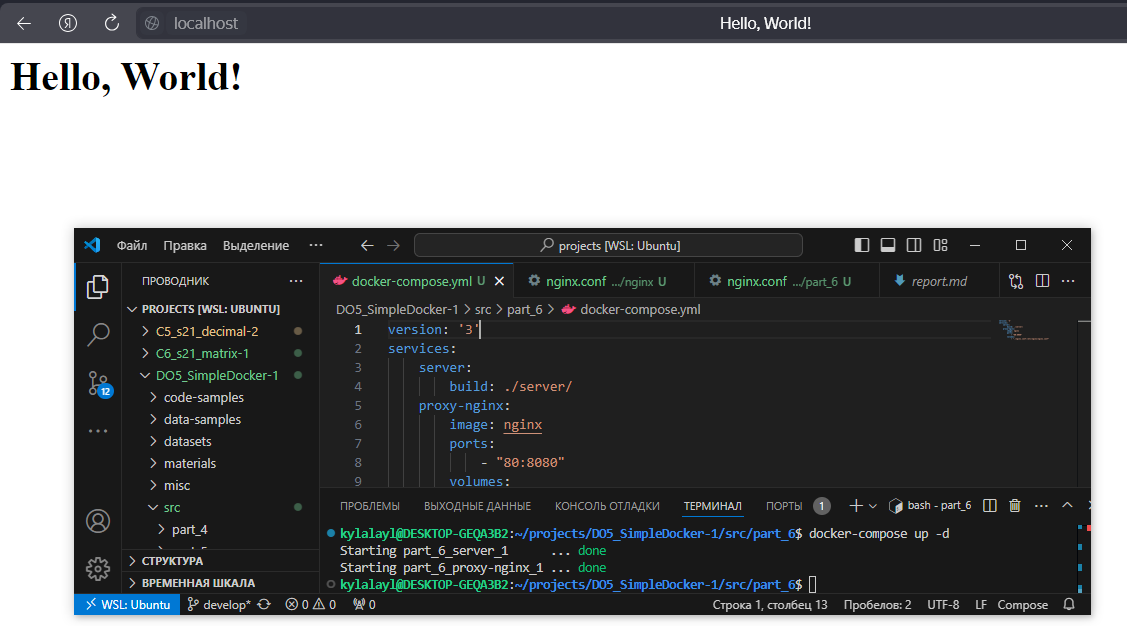 localhost
Hello, World!
Hello, World!
Файл Правка Выделение ... projects [WSL: Ubuntu]
ПРОВОДНИК ...
docker-compose.yml U nginx.conf .../nginx U nginx.conf .../part_6 U report.md ...
PROJECTS [WSL: UBUNTU]
DO5_SimpleDocker-1 > src > part_6 > docker-compose.yml
C5_s21_decimal-2
C6_s21_matrix-1
DO5_SimpleDocker-1
code-samples
data-samples
datasets
materials
misc
src
part_4
СТРУКТУРА
ВРЕМЕННАЯ ШКАЛА
12
1 version: '3'
2 services:
3 server:
4 build: ./server/
5 proxy-nginx:
6 image: nginx
7 ports:
8 - "80:8080"
9 volumes:
ПРОБЛЕМЫ ВЫХОДНЫЕ ДАННЫЕ КОНСОЛЬ ОТЛАДКИ ТЕРМИНАЛ ПОРТЫ 1 bash - part_6 ...
kylalayl@DESKTOP-GEQA3B2:~/projects/DO5_SimpleDocker-1/src/part_6$ docker-compose up -d
Starting part_6_server_1 ... done
Starting part_6_proxy-nginx_1 ... done
kylalayl@DESKTOP-GEQA3B2:~/projects/DO5_SimpleDocker-1/src/part_6$
WSL: Ubuntu develop* 0 0 0 Строка 1, столбец 13 Пробелов: 2 UTF-8 LF Compose